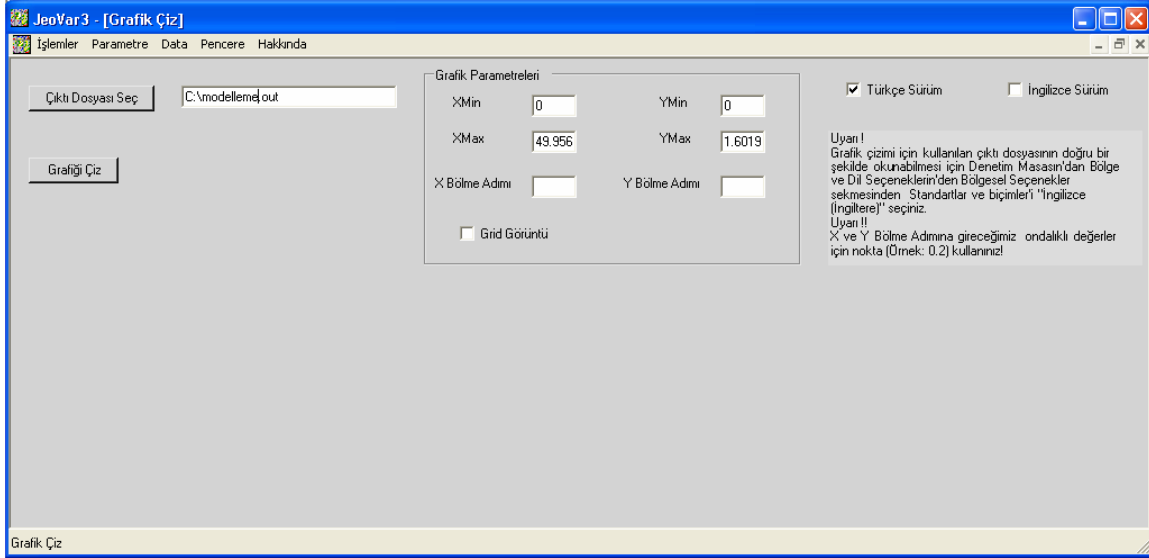 JeoVar3 - [Grafik Çiz]
İşlemler Parametre Data Pencere Hakkında
Çıktı Dosyası Seç
C:\modelleme.out
Grafiği Çiz
Grafik Parametreleri
XMin 0 YMin 0
XMax 49.956 YMax 1.6019
X Bölme Adımı Y Bölme Adımı
Grid Görüntü
Türkçe Sürüm İngilizce Sürüm
Uyarı !
Grafik çizimi için kullanılan çıktı dosyasının doğru bir
şekilde okunabilmesi için Denetim Masasın'dan Bölge
ve Dil Seçeneklerin'den Bölgesel Seçenekler
sekmesinden Standartlar ve biçimler'i "İngilizce
(İngiltere)" seçiniz.
Uyarı !!
X ve Y Bölme Adımına gireceğimiz ondalıklı değerler
için nokta (Örnek: 0.2) kullanınız!
Grafik Çiz